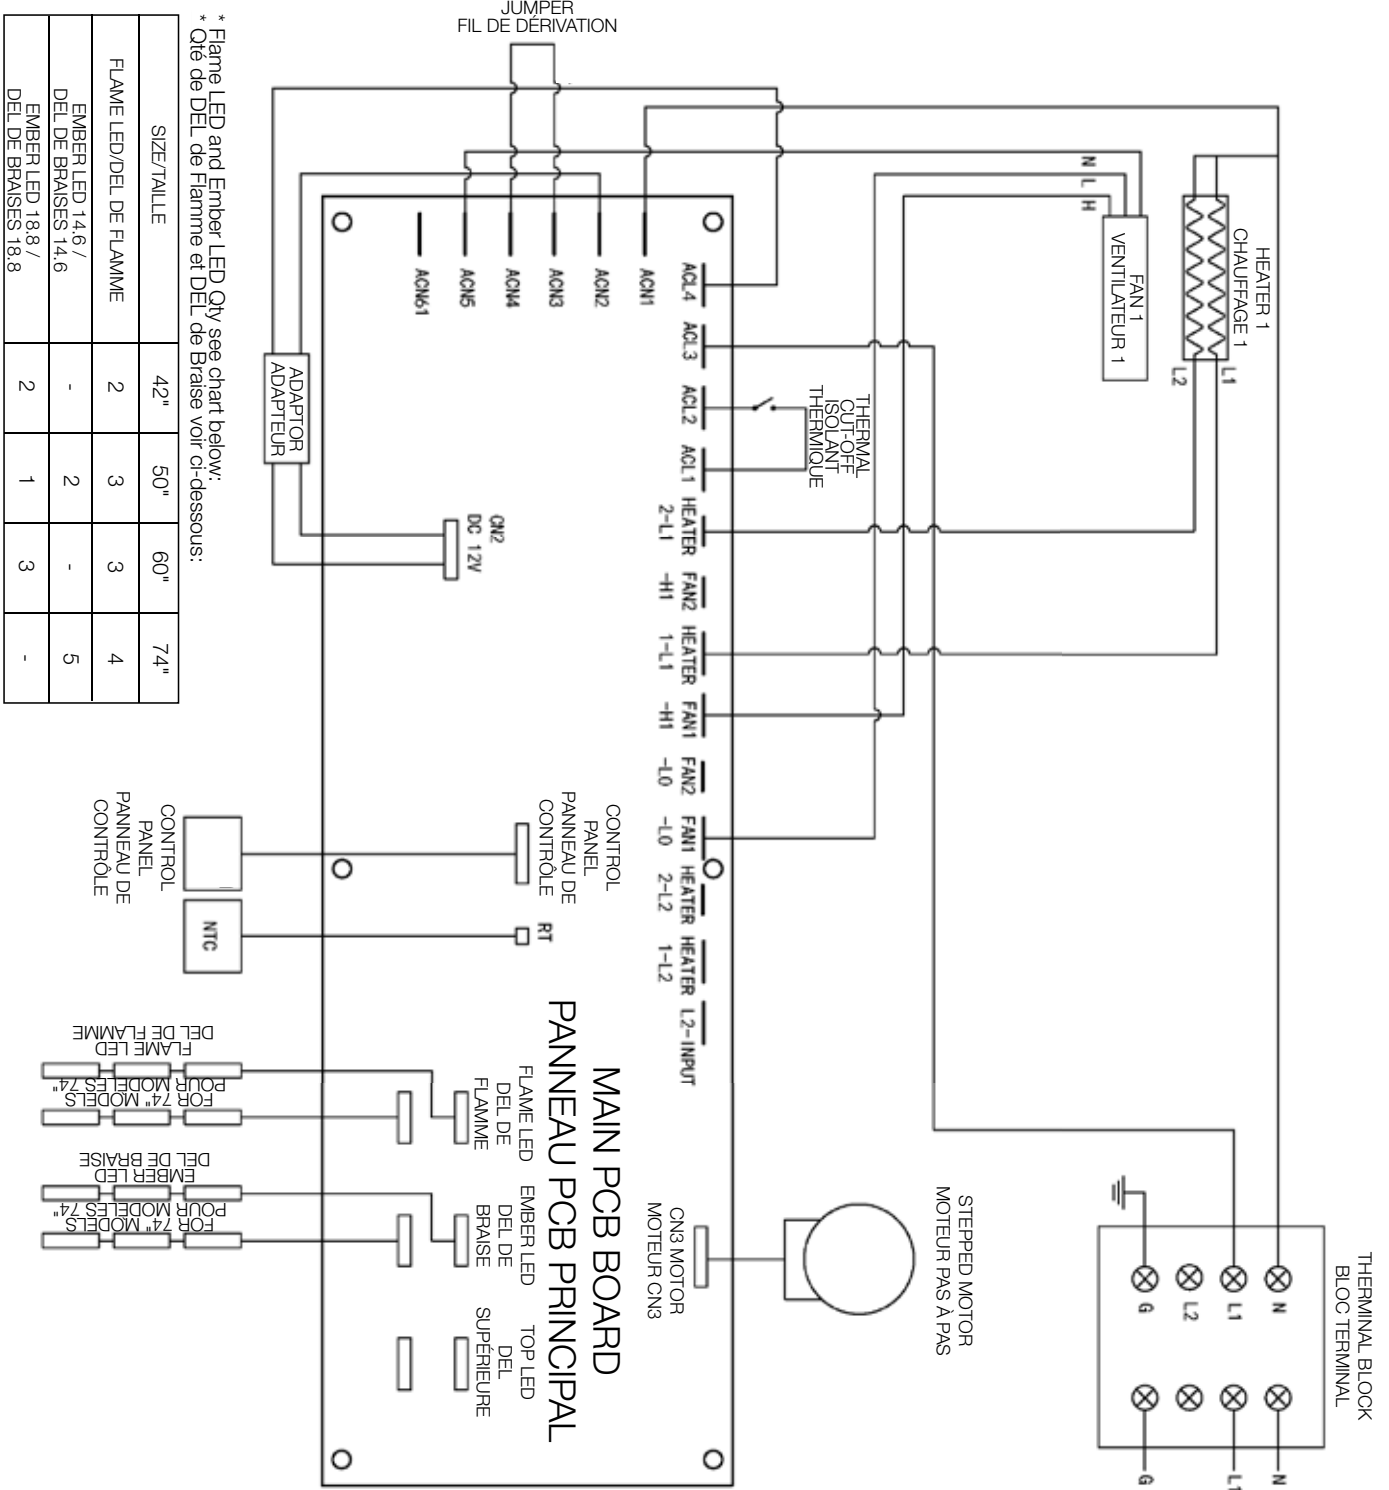 JUMPER
FIL DE DÉRIVATION
HEATER 1
CHAUFFAGE 1
L1
L2
FAN 1
VENTILATEUR 1
N
L
H
THERMAL
CUT-OFF
ISOLANT
THERMIQUE
THERMINAL BLOCK
BLOC TERMINAL
N
L1
L2
G
N
L1
G
STEPPED MOTOR
MOTEUR PAS À PAS
ACL4
ACL3
ACL2
ACL1
HEATER
2-L1
FAN2
-H1
HEATER
1-L1
FAN1
-H1
FAN2
-LO
FAN1
-LO
HEATER
2-L2
HEATER
1-L2
L2-INPUT
CN3 MOTOR
MOTEUR CN3
ACN1
ACN2
ACN3
ACN4
ACN5
ACN61
CN2
DC 12V
CONTROL
PANEL
PANNEAU DE
CONTRÔLE
RT
MAIN PCB BOARD
PANNEAU PCB PRINCIPAL
FLAME LED
DEL DE
FLAMME
EMBER LED
DEL DE
BRAISE
TOP LED
DEL
SUPÉRIEURE
ADAPTOR
ADAPTEUR
CONTROL
PANEL
PANNEAU DE
CONTRÔLE
NTC
FLAME LED
DEL DE FLAMME
FOR 74" MODELS
POUR MODÈLES 74"
EMBER LED
DEL DE BRAISE
FOR 74" MODELS
POUR MODÈLES 74"
* Flame LED and Ember LED Qty see chart below:
* Qté de DEL de Flamme et DEL de Braise voir ci-dessous:
SIZE/TAILLE 42" 50" 60" 74"
FLAME LED/DEL DE FLAMME 2 3 3 4
EMBER LED 14.6 /
DEL DE BRAISES 14.6 - 2 - 5
EMBER LED 18.8 /
DEL DE BRAISES 18.8 2 1 3 -